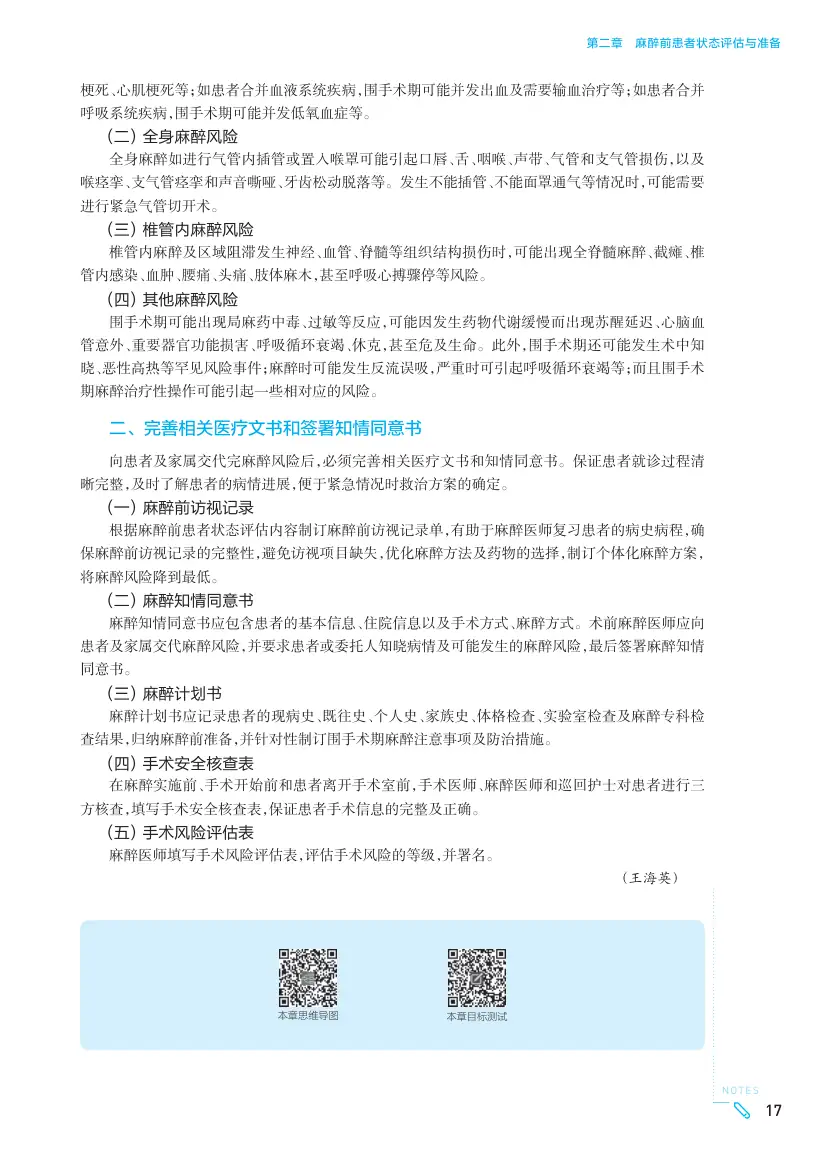 第二章 麻醉前患者状态评估与准备
梗死、心肌梗死等；如患者合并血液系统疾病，围手术期可能并发出血及需要输血治疗等；如患者合并
呼吸系统疾病，围手术期可能并发低氧血症等。
（二）全身麻醉风险
全身麻醉如进行气管内插管或置入喉罩可能引起口唇、舌、咽喉、声带、气管和支气管损伤，以及
喉痉挛、支气管痉挛和声音嘶哑、牙齿松动脱落等。发生不能插管、不能面罩通气等情况时，可能需要
进行紧急气管切开术。
（三）椎管内麻醉风险
椎管内麻醉及区域阻滞发生神经、血管、脊髓等组织结构损伤时，可能出现全脊髓麻醉、截瘫、椎
管内感染、血肿、腰痛、头痛、肢体麻木，甚至呼吸心搏骤停等风险。
（四）其他麻醉风险
围手术期可能出现局麻药中毒、过敏等反应，可能因发生药物代谢缓慢而出现苏醒延迟、心脑血
管意外、重要器官功能损害、呼吸循环衰竭、休克，甚至危及生命。此外，围手术期还可能发生术中知
晓、恶性高热等罕见风险事件；麻醉时可能发生反流误吸，严重时可引起呼吸循环衰竭等；而且围手术
期麻醉治疗性操作可能引起一些相对应的风险。
二、完善相关医疗文书和签署知情同意书
向患者及家属交代完麻醉风险后，必须完善相关医疗文书和知情同意书。保证患者就诊过程清
晰完整，及时了解患者的病情进展，便于紧急情况时救治方案的确定。
（一）麻醉前访视记录
根据麻醉前患者状态评估内容制订麻醉前访视记录单，有助于麻醉医师复习患者的病史病程，确
保麻醉前访视记录的完整性，避免访视项目缺失，优化麻醉方法及药物的选择，制订个体化麻醉方案，
将麻醉风险降到最低。
（二）麻醉知情同意书
麻醉知情同意书应包含患者的基本信息、住院信息以及手术方式、麻醉方式。术前麻醉医师应向
患者及家属交代麻醉风险，并要求患者或委托人知晓病情及可能发生的麻醉风险，最后签署麻醉知情
同意书。
（三）麻醉计划书
麻醉计划书应记录患者的现病史、既往史、个人史、家族史、体格检查、实验室检查及麻醉专科检
查结果，归纳麻醉前准备，并针对性制订围手术期麻醉注意事项及防治措施。
（四）手术安全核查表
在麻醉实施前、手术开始前和患者离开手术室前，手术医师、麻醉医师和巡回护士对患者进行三
方核查，填写手术安全核查表，保证患者手术信息的完整及正确。
（五）手术风险评估表
麻醉医师填写手术风险评估表，评估手术风险的等级，并署名。
（王海英）
本章思维导图
本章目标测试
NOTES
17